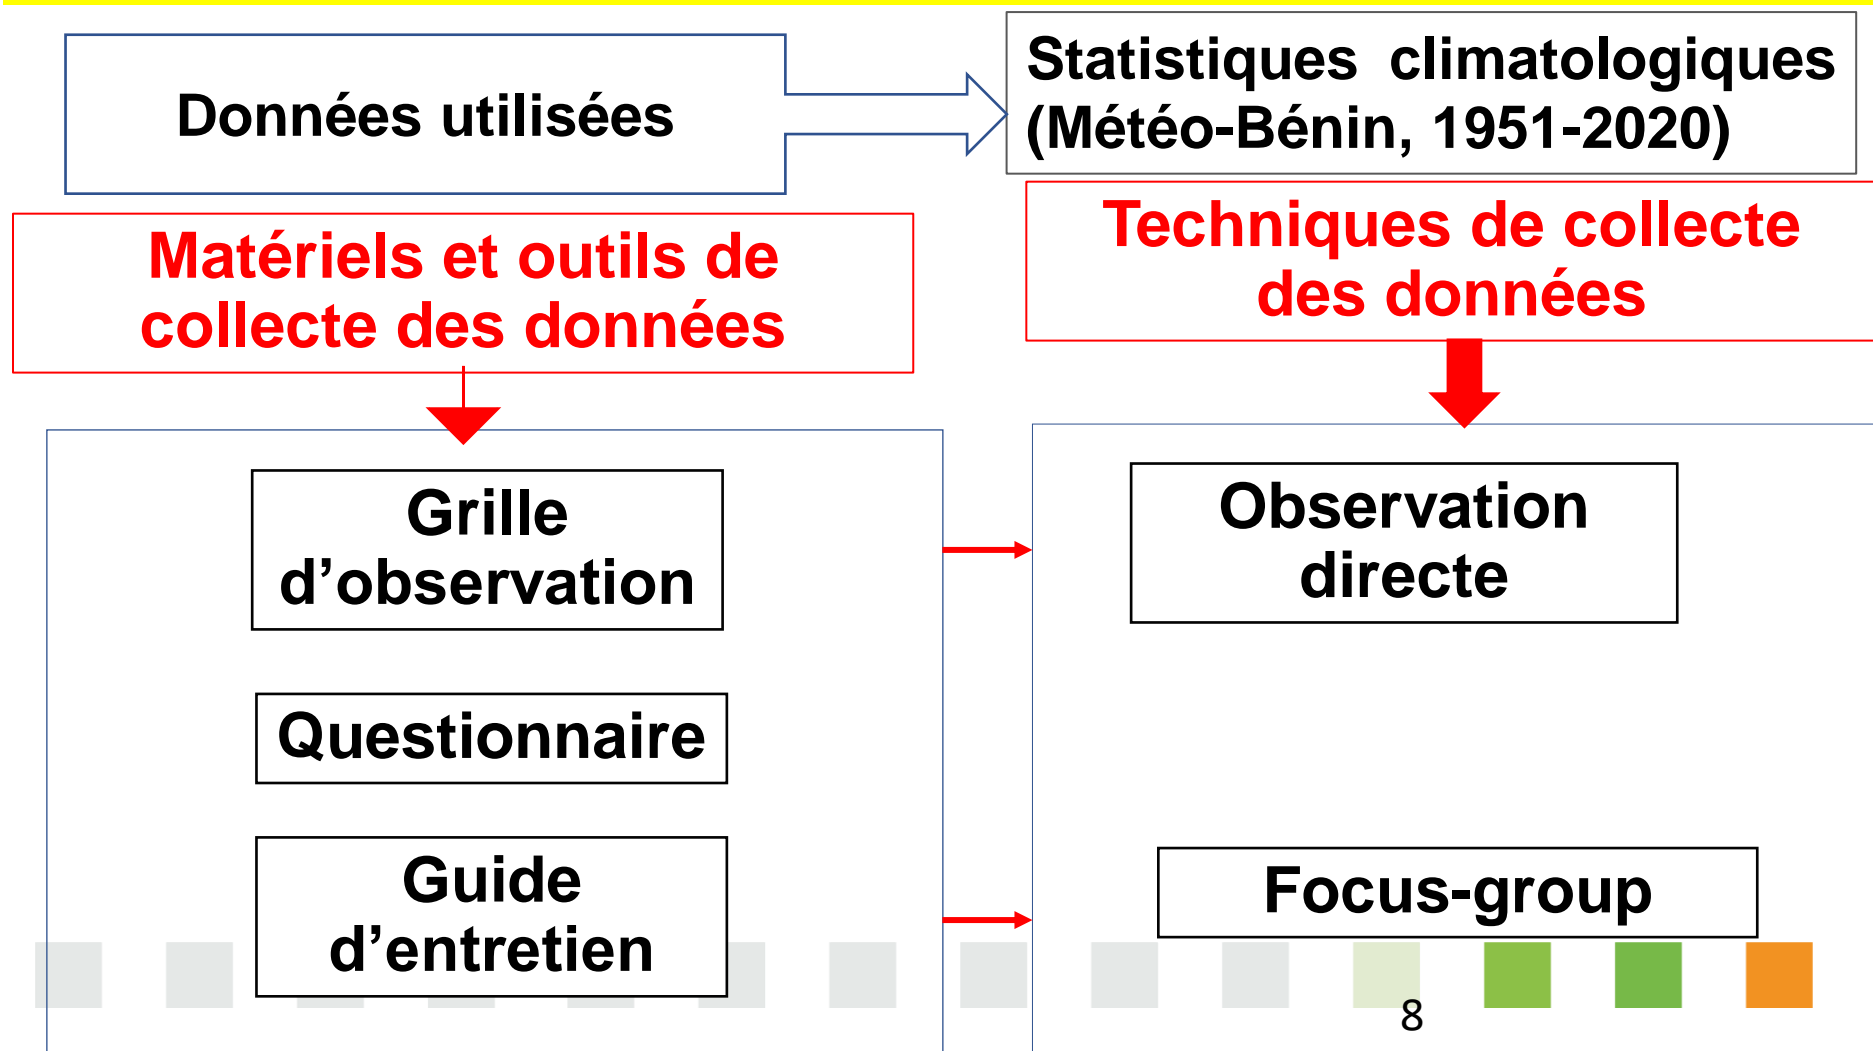 Données utilisées
Statistiques climatologiques
(Météo-Bénin, 1951-2020)
Matériels et outils de
collecte des données
Techniques de collecte
des données
Grille
d’observation
Observation
directe
Questionnaire
Guide
d’entretien
Focus-group
8